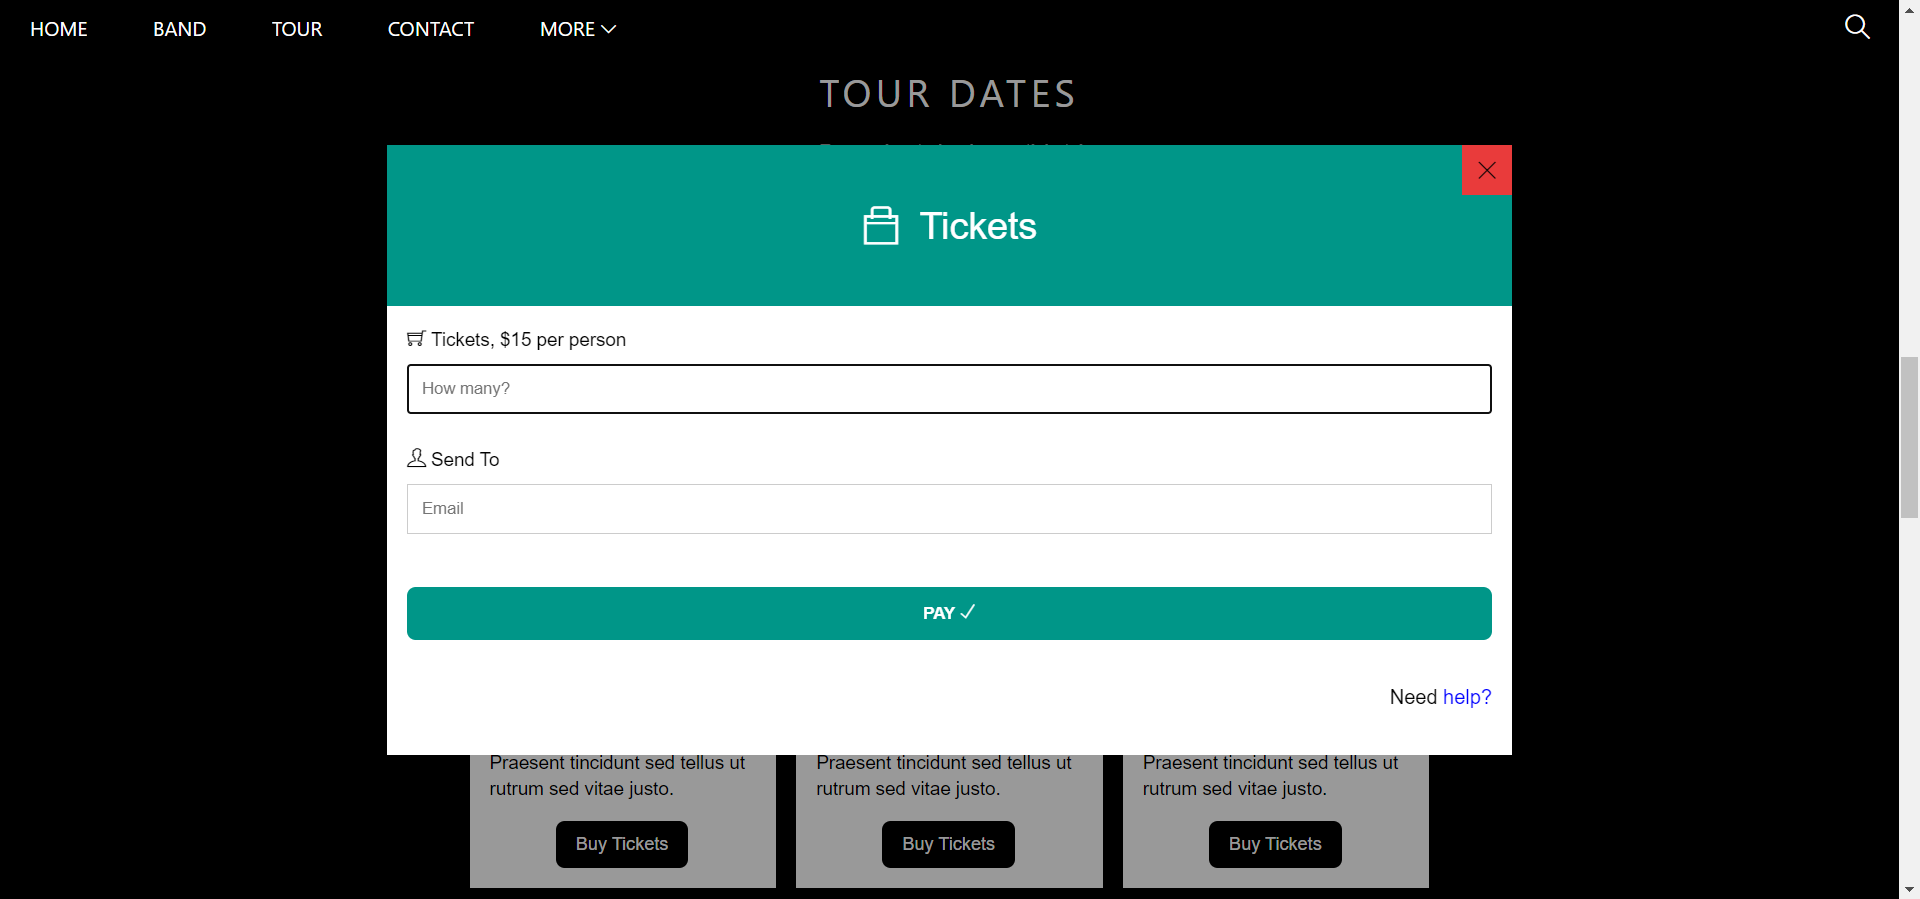 HOME BAND TOUR CONTACT MORE
TOUR DATES
Tickets
Tickets, $15 per person
How many?
Send To
Email
PAY
Need help?
Praesent tincidunt sed tellus ut
rutrum sed vitae justo.
Buy Tickets
Praesent tincidunt sed tellus ut
rutrum sed vitae justo.
Buy Tickets
Praesent tincidunt sed tellus ut
rutrum sed vitae justo.
Buy Tickets